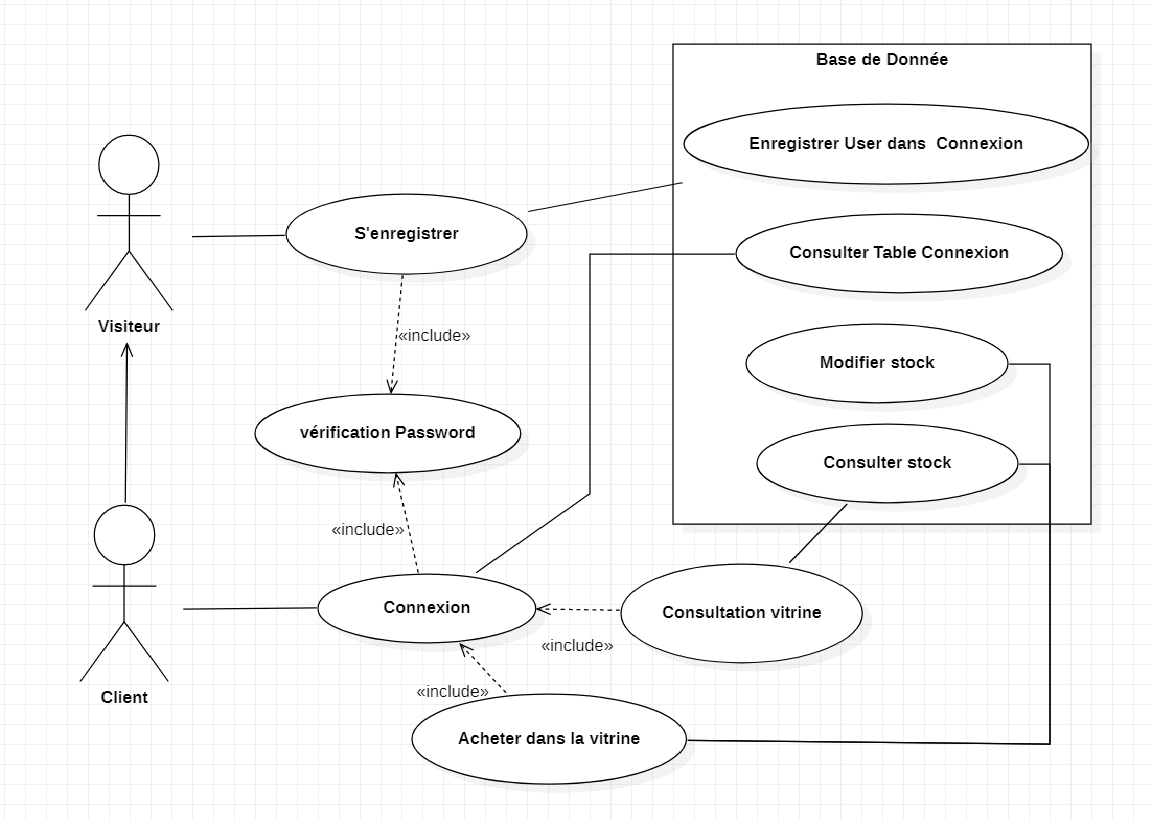 Base de Donnée
Enregistrer User dans Connexion
S'enregistrer
Consulter Table Connexion
Visiteur
«include»
Modifier stock
vérification Password
Consulter stock
«include»
Connexion
Consultation vitrine
«include»
«include»
Client
Acheter dans la vitrine